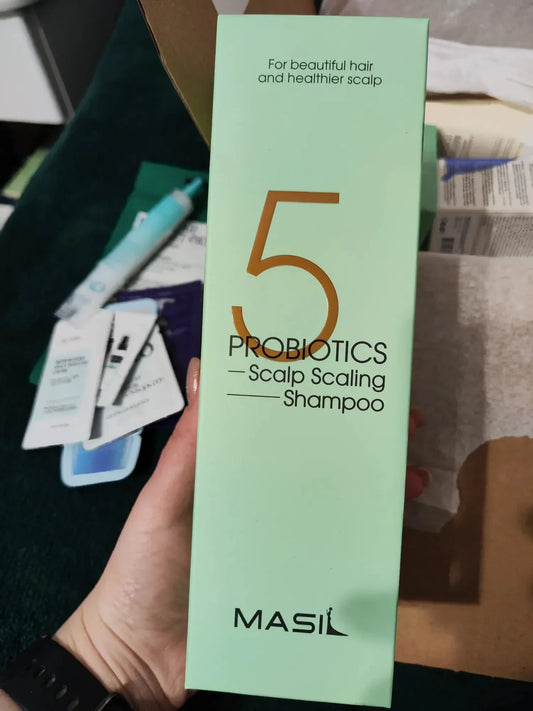 For beautiful hair
and healthier scalp
5
PROBIOTICS
Scalp Scaling
Shampoo
MASIL